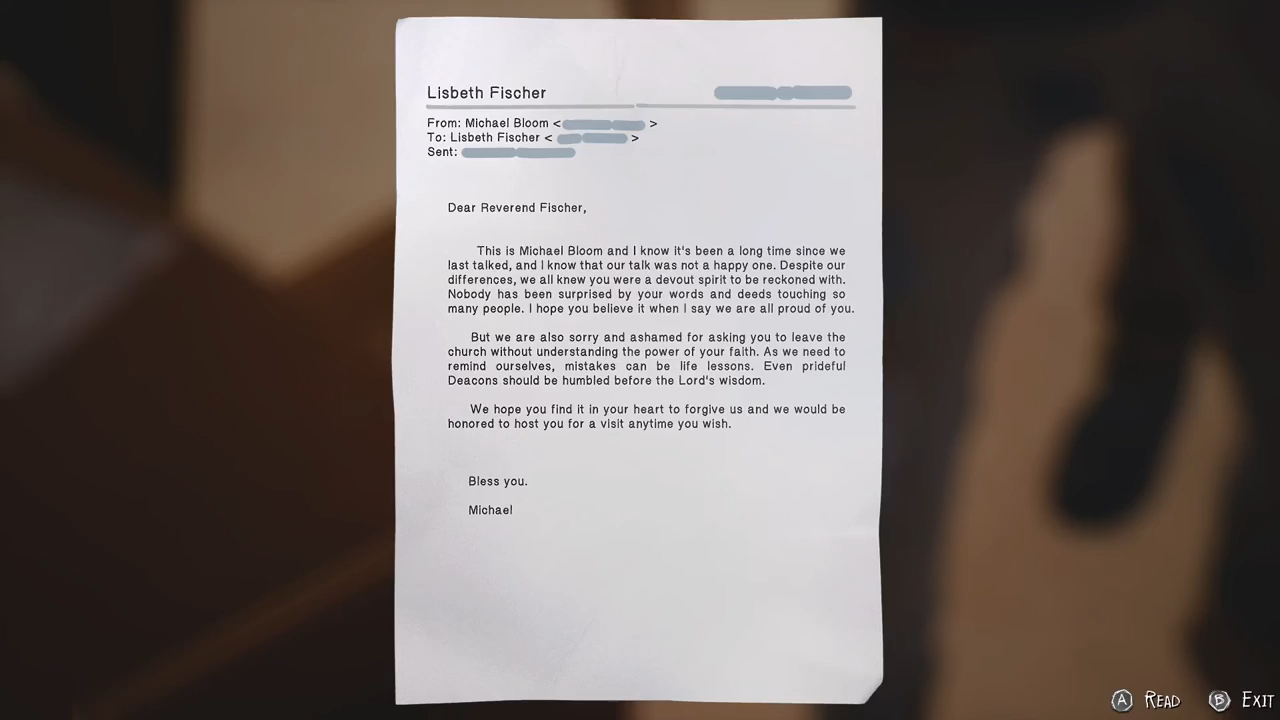 Lisbeth Fischer
From: Michael Bloom < >
To: Lisbeth Fischer < >
Sent:
Dear Reverend Fischer,
This is Michael Bloom and I know it's been a long time since we
last talked, and I know that our talk was not a happy one. Despite our
differences, we all knew you were a devout spirit to be reckoned with.
Nobody has been surprised by your words and deeds touching so
many people. I hope you believe it when I say we are all proud of you.
But we are also sorry and ashamed for asking you to leave the
church without understanding the power of your faith. As we need to
remind ourselves, mistakes can be life lessons. Even prideful
Deacons should be humbled before the Lord's wisdom.
We hope you find it in your heart to forgive us and we would be
honored to host you for a visit anytime you wish.
Bless you.
Michael
A READ B EXIT